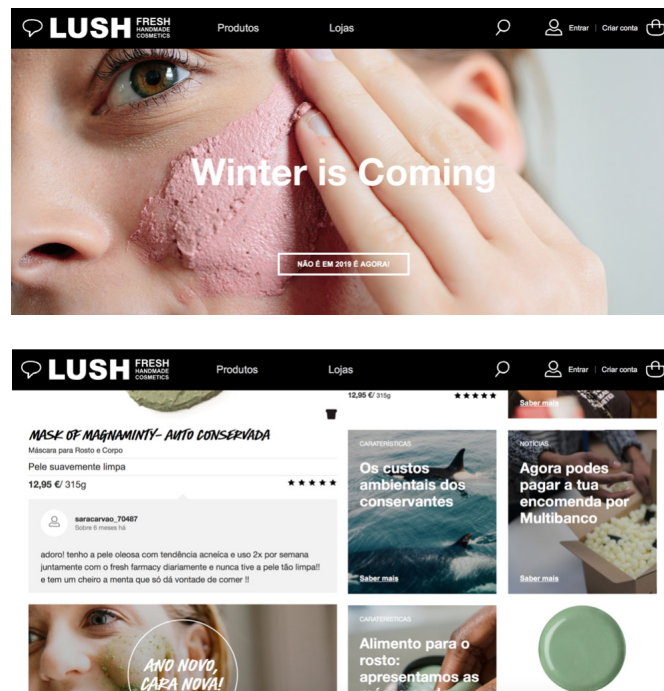 LUSH FRESH HANDMADE COSMETICS
Produtos
Lojas
Entrar | Criar conta
Winter is Coming
NÃO É EM 2019 É AGORA!
LUSH FRESH HANDMADE COSMETICS
Produtos
Lojas
Entrar | Criar conta
MASK OF MAGNAMINTY- AUTO CONSERVADA
Máscara para Rosto e Corpo
Pele suavemente limpa
12,95 €/ 315g
saracarvao_70487
Sobre 6 meses há
adoro! tenho a pele oleosa com tendência acneíca e uso 2x por semana
juntamente com o fresh farmacy diariamente e nunca tive a pele tão limpa!!
e tem um cheiro a menta que só dá vontade de comer !!
ANO NOVO,
CARA NOVA!
12,95 €/ 315g
CARATERÍSTICAS
Os custos
ambientais dos
conservantes
Saber mais
CARATERÍSTICAS
Alimento para o
rosto:
apresentamos as
Saber mais
NOTÍCIAS
Agora podes
pagar a tua
encomenda por
Multibanco
Saber mais